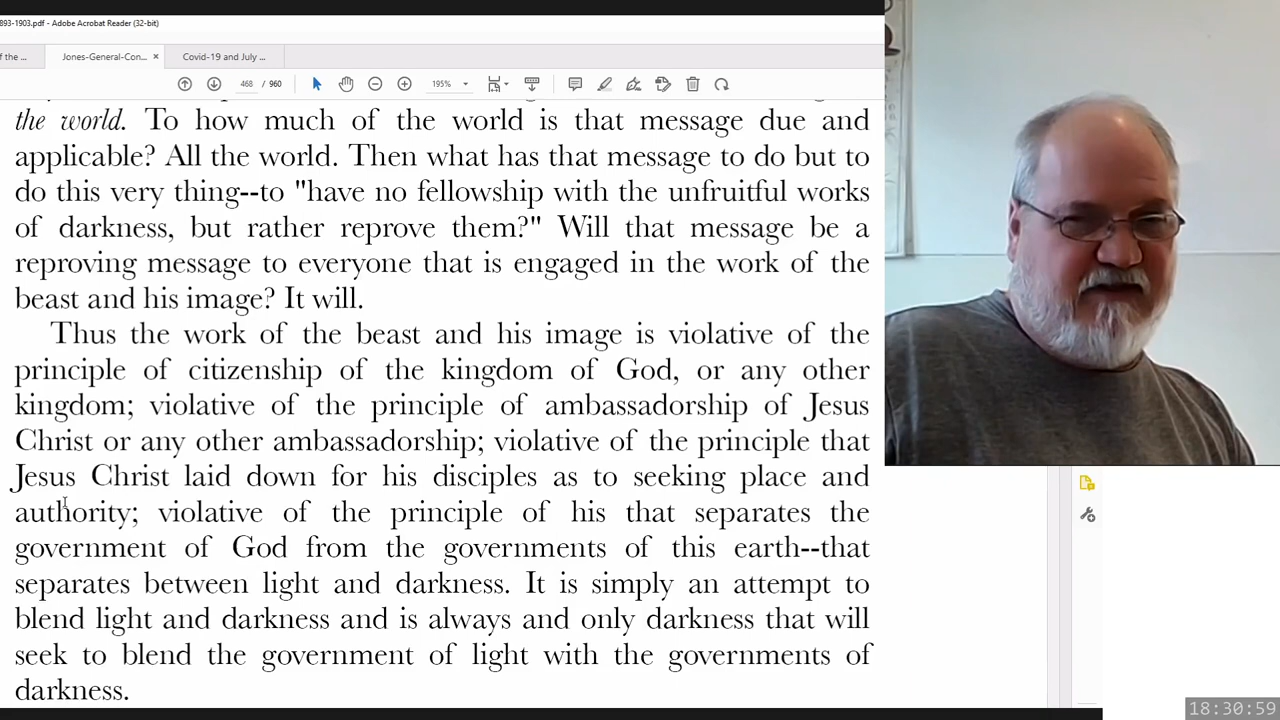 893-1903.pdf - Adobe Acrobat Reader (32-bit)
f the ... Jones-General-Con... × Covid-19 and July ...
468 / 960 195%
the world. To how much of the world is that message due and
applicable? All the world. Then what has that message to do but to
do this very thing--to "have no fellowship with the unfruitful works
of darkness, but rather reprove them?" Will that message be a
reproving message to everyone that is engaged in the work of the
beast and his image? It will.
Thus the work of the beast and his image is violative of the
principle of citizenship of the kingdom of God, or any other
kingdom; violative of the principle of ambassadorship of Jesus
Christ or any other ambassadorship; violative of the principle that
Jesus Christ laid down for his disciples as to seeking place and
authority; violative of the principle of his that separates the
government of God from the governments of this earth--that
separates between light and darkness. It is simply an attempt to
blend light and darkness and is always and only darkness that will
seek to blend the government of light with the governments of
darkness.
18:30:59